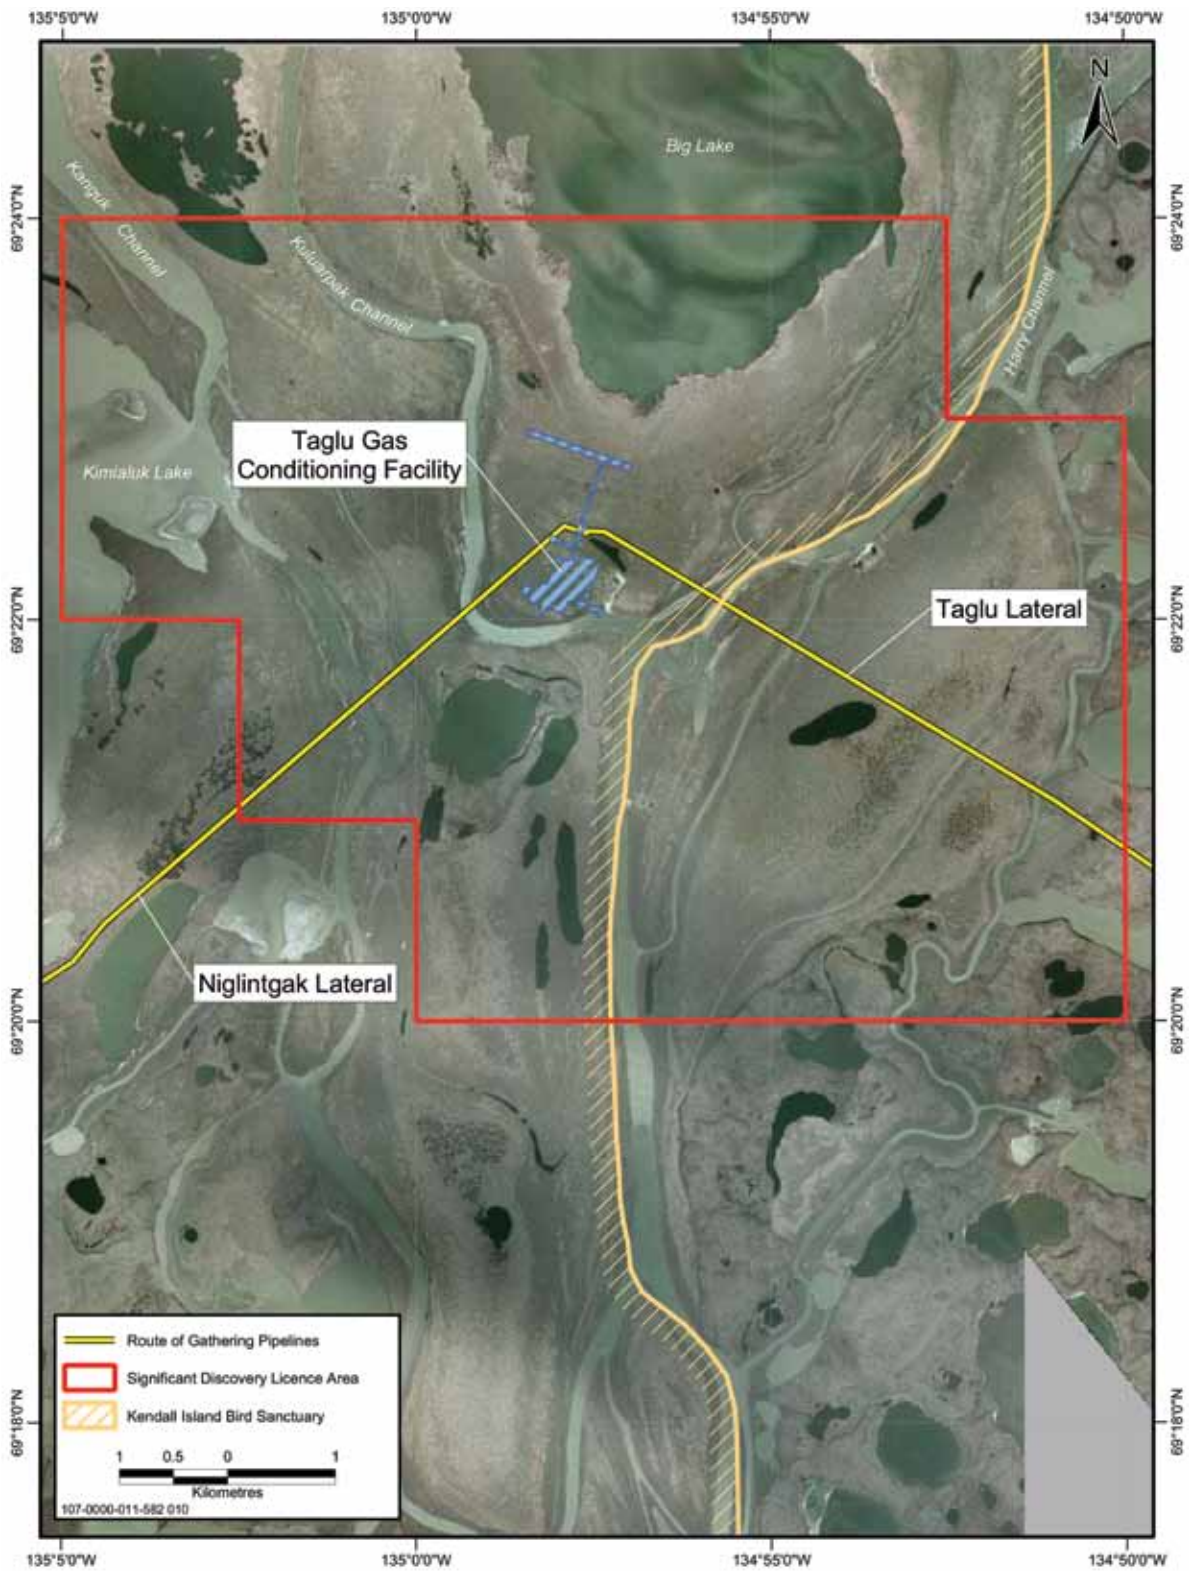 135°5'0"W 135°0'0"W 134°55'0"W 134°50'0"W
N
Big Lake
Kanguk Channel
69°24'0"N 69°24'0"N
Kuluarpak Channel
Harry Channel
Taglu Gas
Conditioning Facility
Kimialuk Lake
69°22'0"N 69°22'0"N
Taglu Lateral
Niglintgak Lateral
69°20'0"N 69°20'0"N
Route of Gathering Pipelines
Significant Discovery Licence Area
Kendall Island Bird Sanctuary
69°18'0"N 69°18'0"N
1 0.5 0 1
Kilometres
107-0000-011-582 010
135°5'0"W 135°0'0"W 134°55'0"W 134°50'0"W